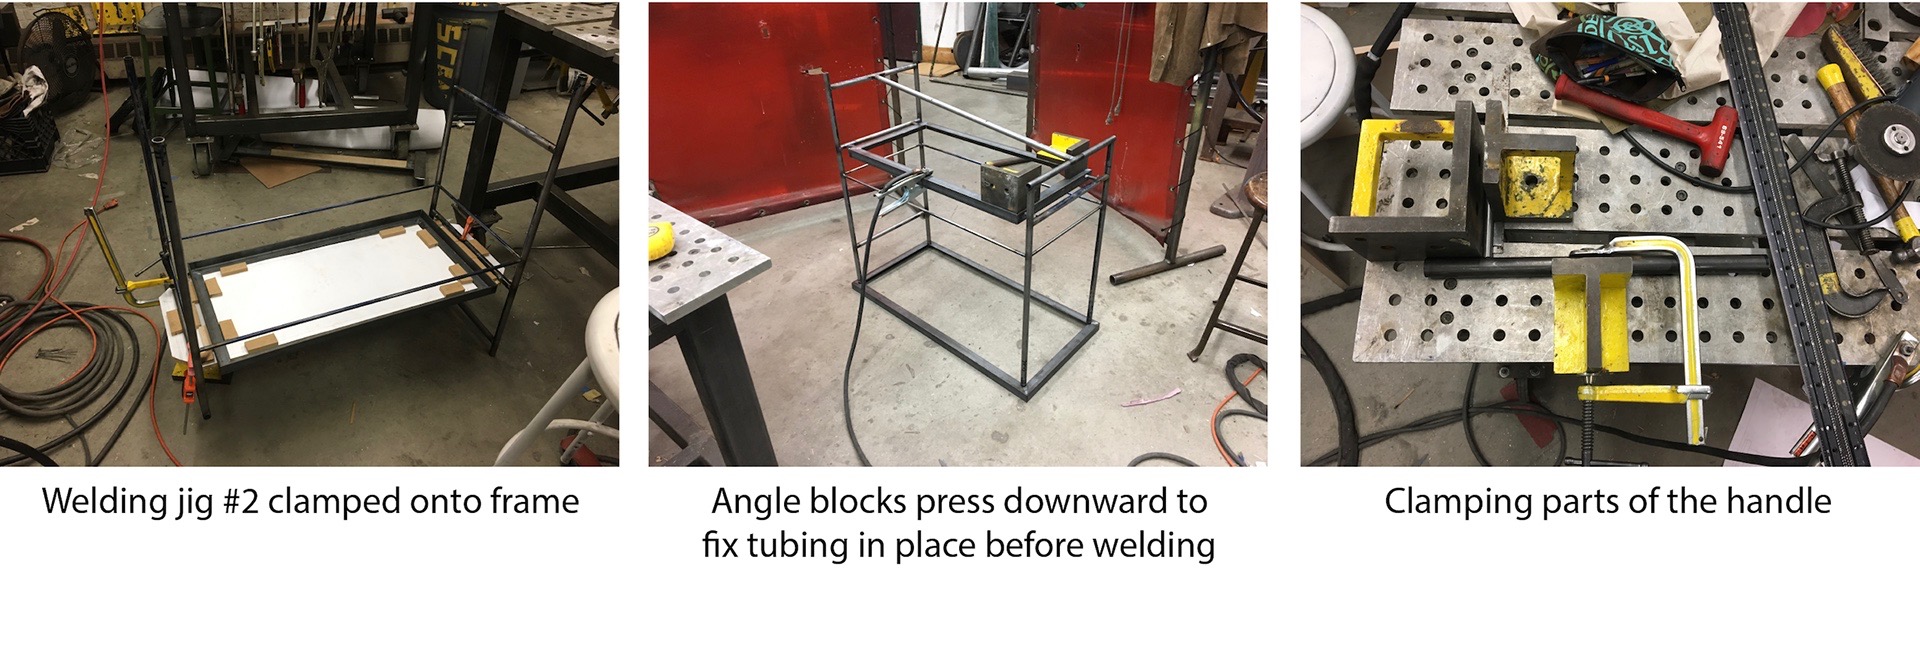 Welding jig #2 clamped onto frame
Angle blocks press downward to
fix tubing in place before welding
Clamping parts of the handle